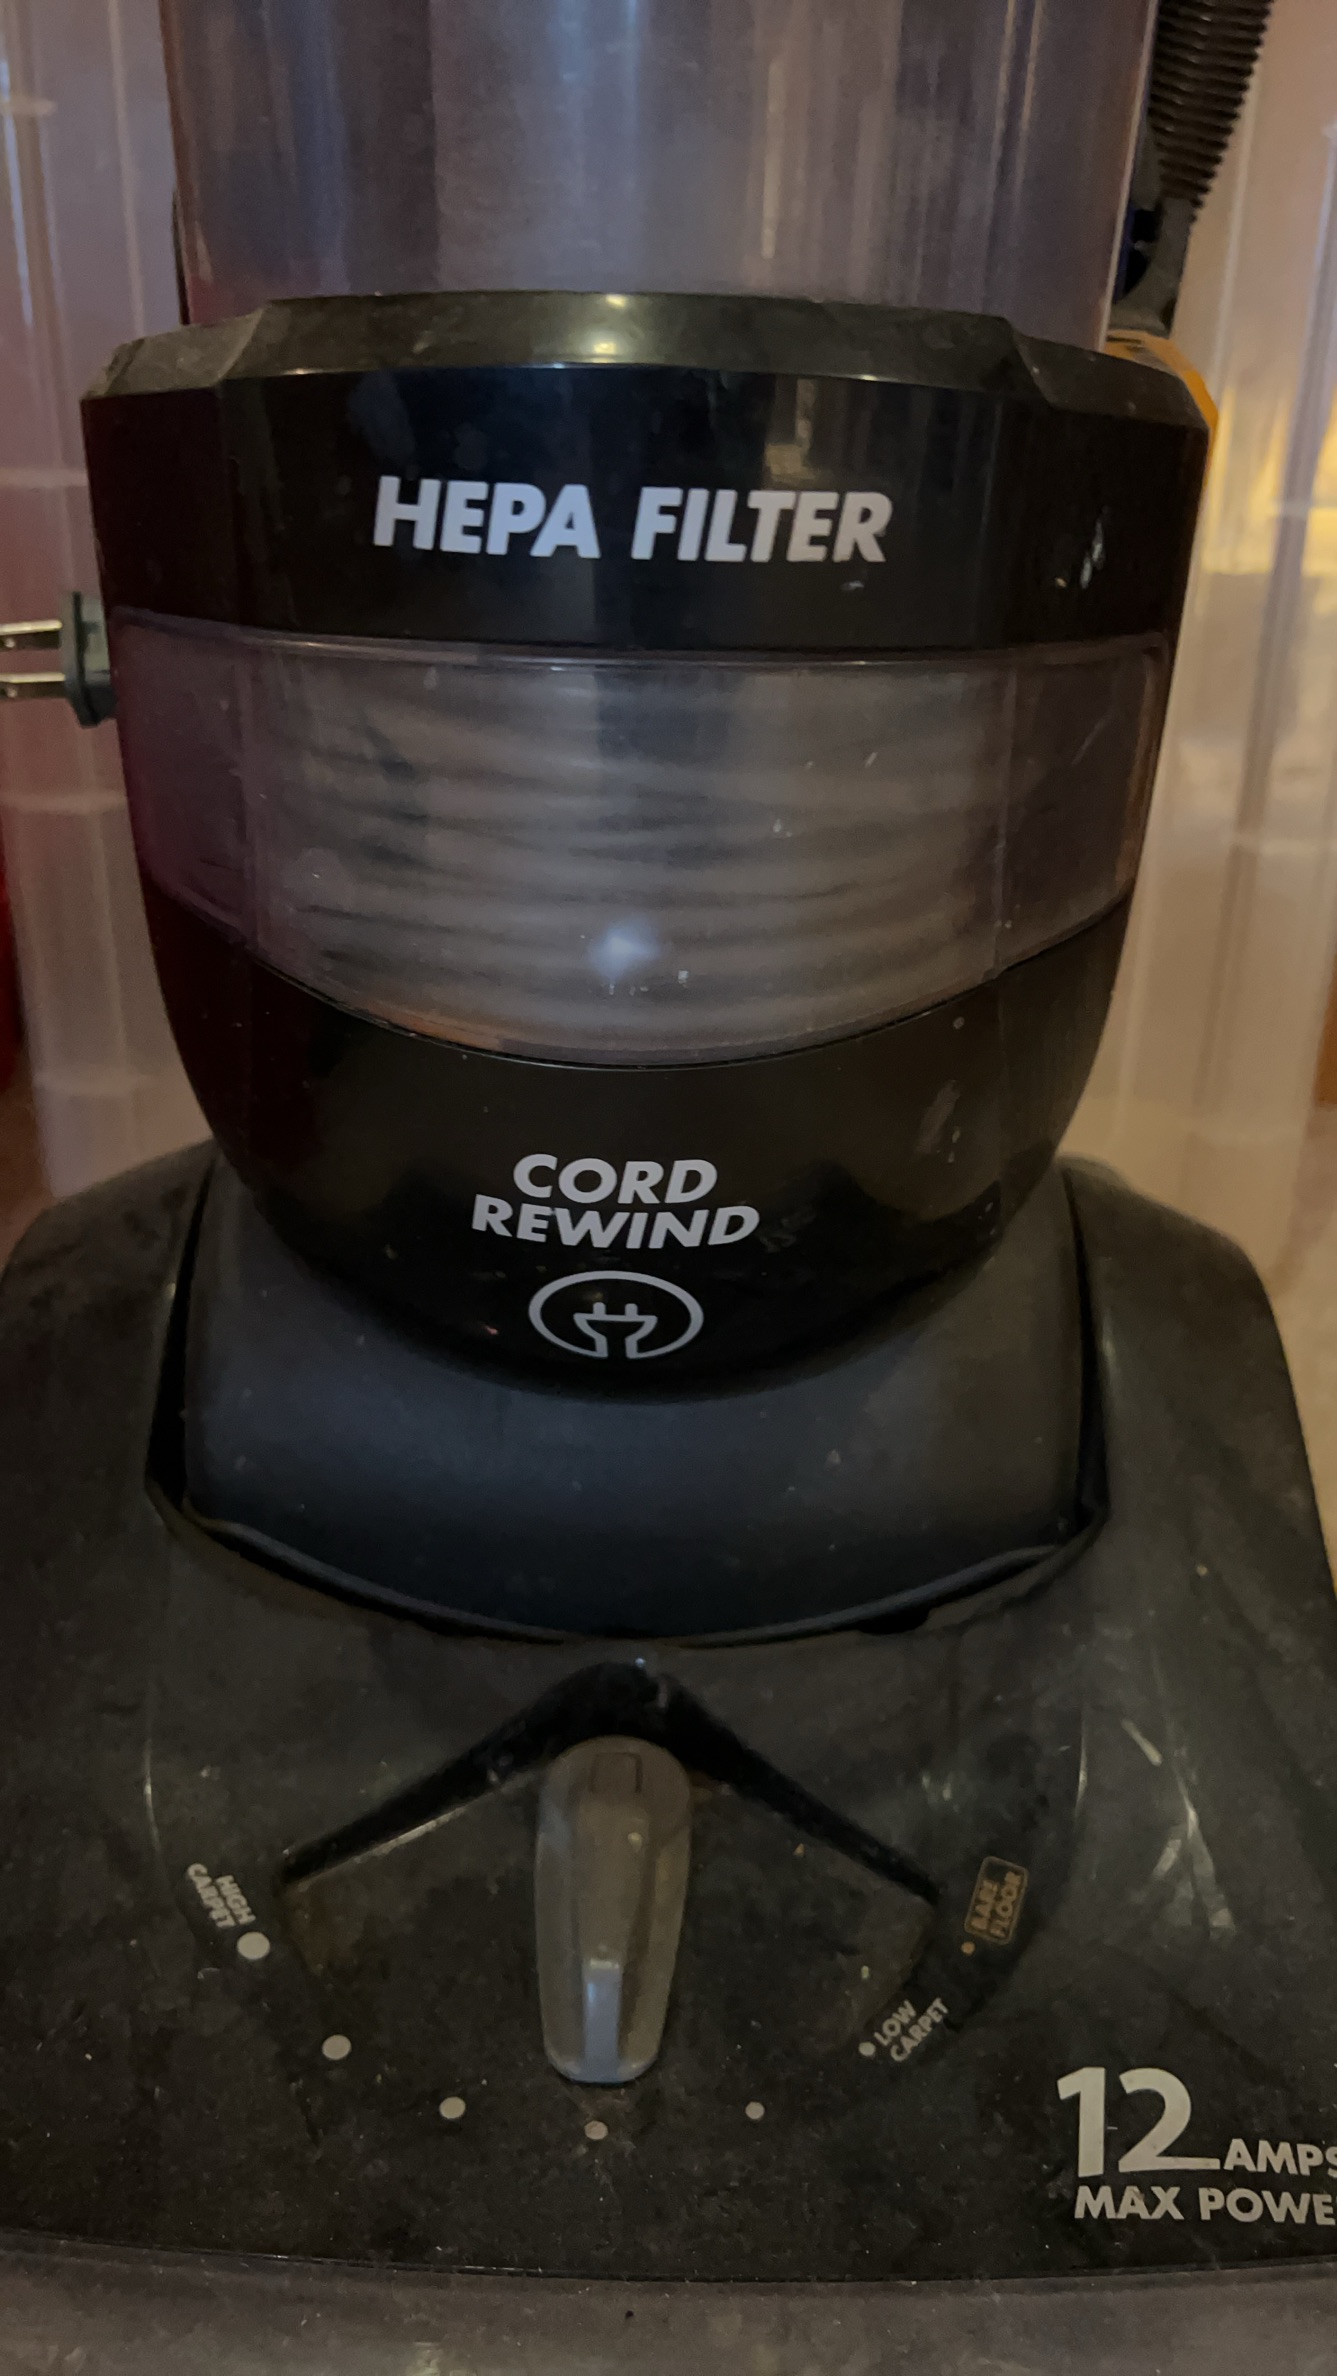 HEPA FILTER
CORD
REWIND
HIGH
CARPET
BARE
FLOOR
LOW
CARPET
12 AMPS
MAX POWE